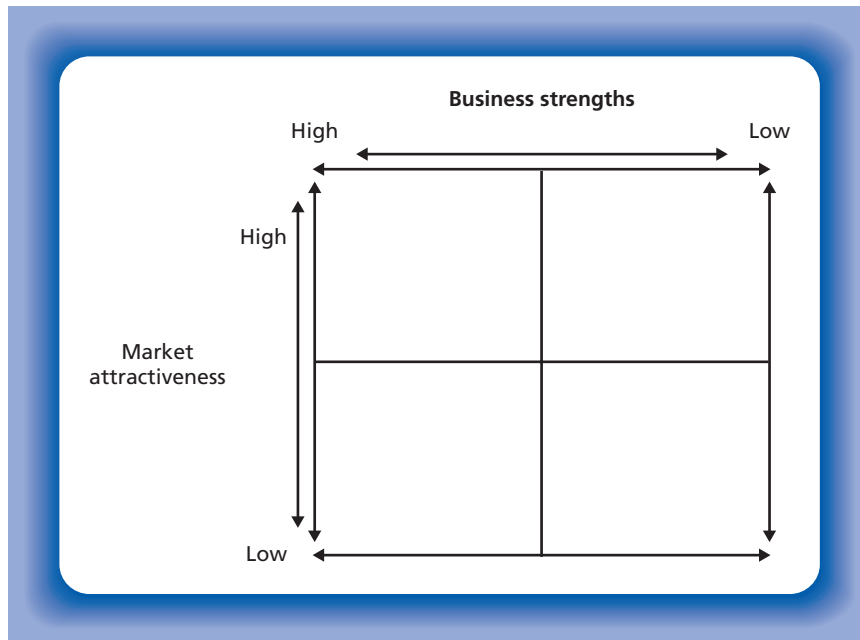 Business strengths
High
Low
High
Market
attractiveness
Low